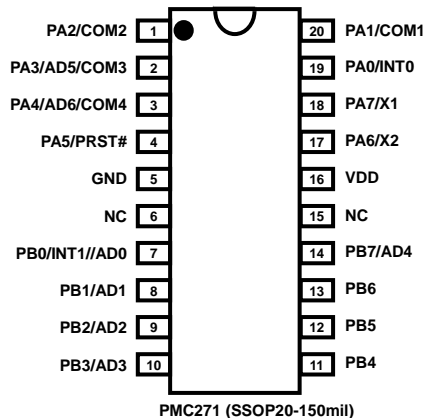 PA2/COM2 1 20 PA1/COM1
PA3/AD5/COM3 2 19 PA0/INT0
PA4/AD6/COM4 3 18 PA7/X1
PA5/PRST# 4 17 PA6/X2
GND 5 16 VDD
NC 6 15 NC
PB0/INT1//AD0 7 14 PB7/AD4
PB1/AD1 8 13 PB6
PB2/AD2 9 12 PB5
PB3/AD3 10 11 PB4
PMC271 (SSOP20-150mil)